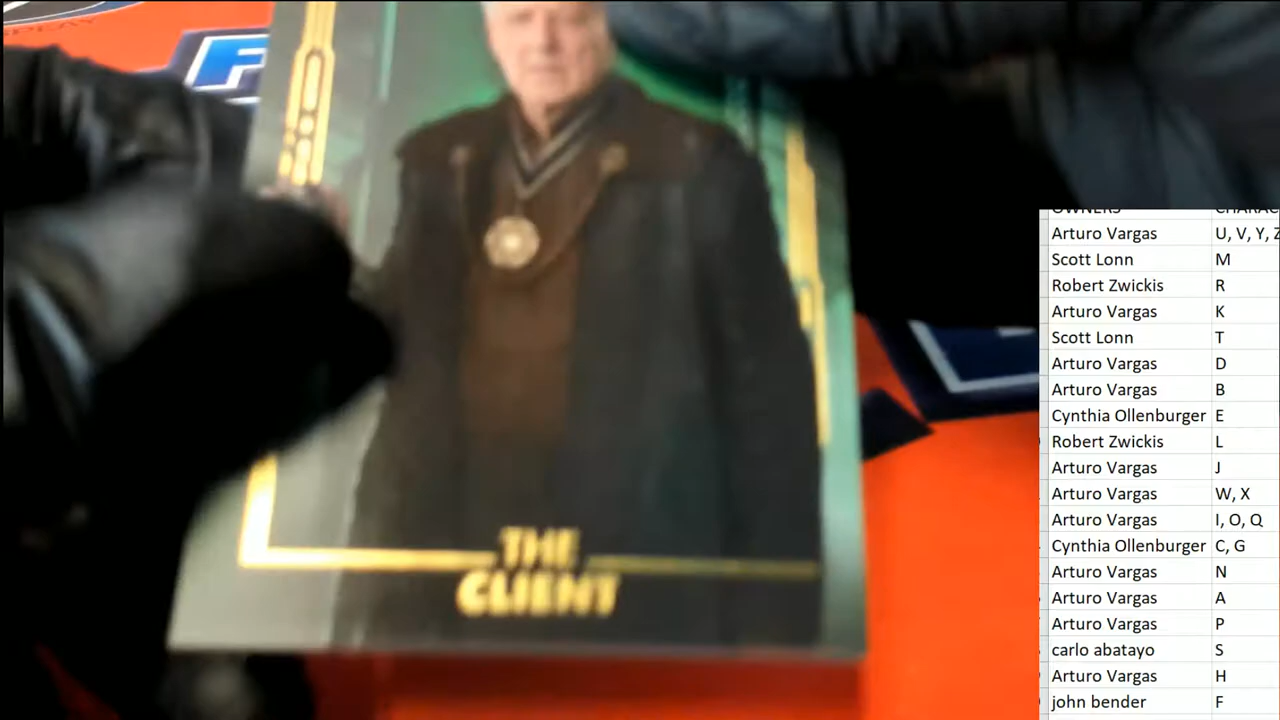 F
THE
CLIENT
OWNERS
Arturo Vargas U, V, Y, Z
Scott Lonn M
Robert Zwickis R
Arturo Vargas K
Scott Lonn T
Arturo Vargas D
Arturo Vargas B
Cynthia Ollenburger E
Robert Zwickis L
Arturo Vargas J
Arturo Vargas W, X
Arturo Vargas I, O, Q
Cynthia Ollenburger C, G
Arturo Vargas N
Arturo Vargas A
Arturo Vargas P
carlo abatayo S
Arturo Vargas H
john bender F